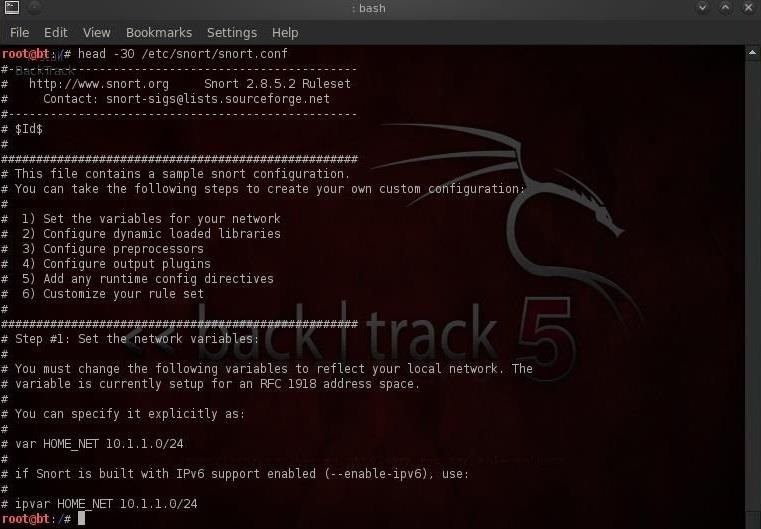 : bash
File Edit View Bookmarks Settings Help
root@bt:/# head -30 /etc/snort/snort.conf
BackTrack
#--------------------------------------------------
#   http://www.snort.org     Snort 2.8.5.2 Ruleset
#     Contact: snort-sigs@lists.sourceforge.net
#--------------------------------------------------
# $Id$
#
###################################################
# This file contains a sample snort configuration.
# You can take the following steps to create your own custom configuration:
#
#  1) Set the variables for your network
#  2) Configure dynamic loaded libraries
#  3) Configure preprocessors
#  4) Configure output plugins
#  5) Add any runtime config directives
#  6) Customize your rule set
#
###################################################
# Step #1: Set the network variables:
#
# You must change the following variables to reflect your local network. The
# variable is currently setup for an RFC 1918 address space.
#
# You can specify it explicitly as:
#
# var HOME_NET 10.1.1.0/24
#
# if Snort is built with IPv6 support enabled (--enable-ipv6), use:
#
# ipvar HOME_NET 10.1.1.0/24
root@bt:/#
<< back | track 5